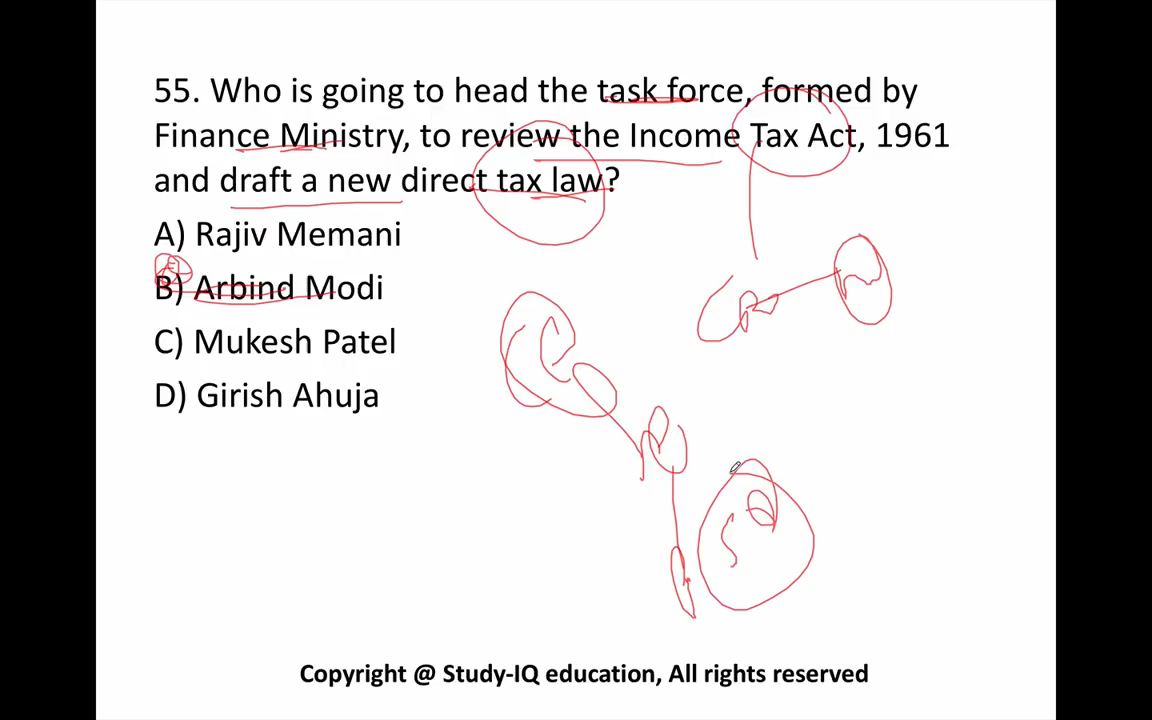 55. Who is going to head the task force, formed by
Finance Ministry, to review the Income Tax Act, 1961
and draft a new direct tax law?
A) Rajiv Memani
B) Arbind Modi
C) Mukesh Patel
D) Girish Ahuja
Copyright @ Study-IQ education, All rights reserved